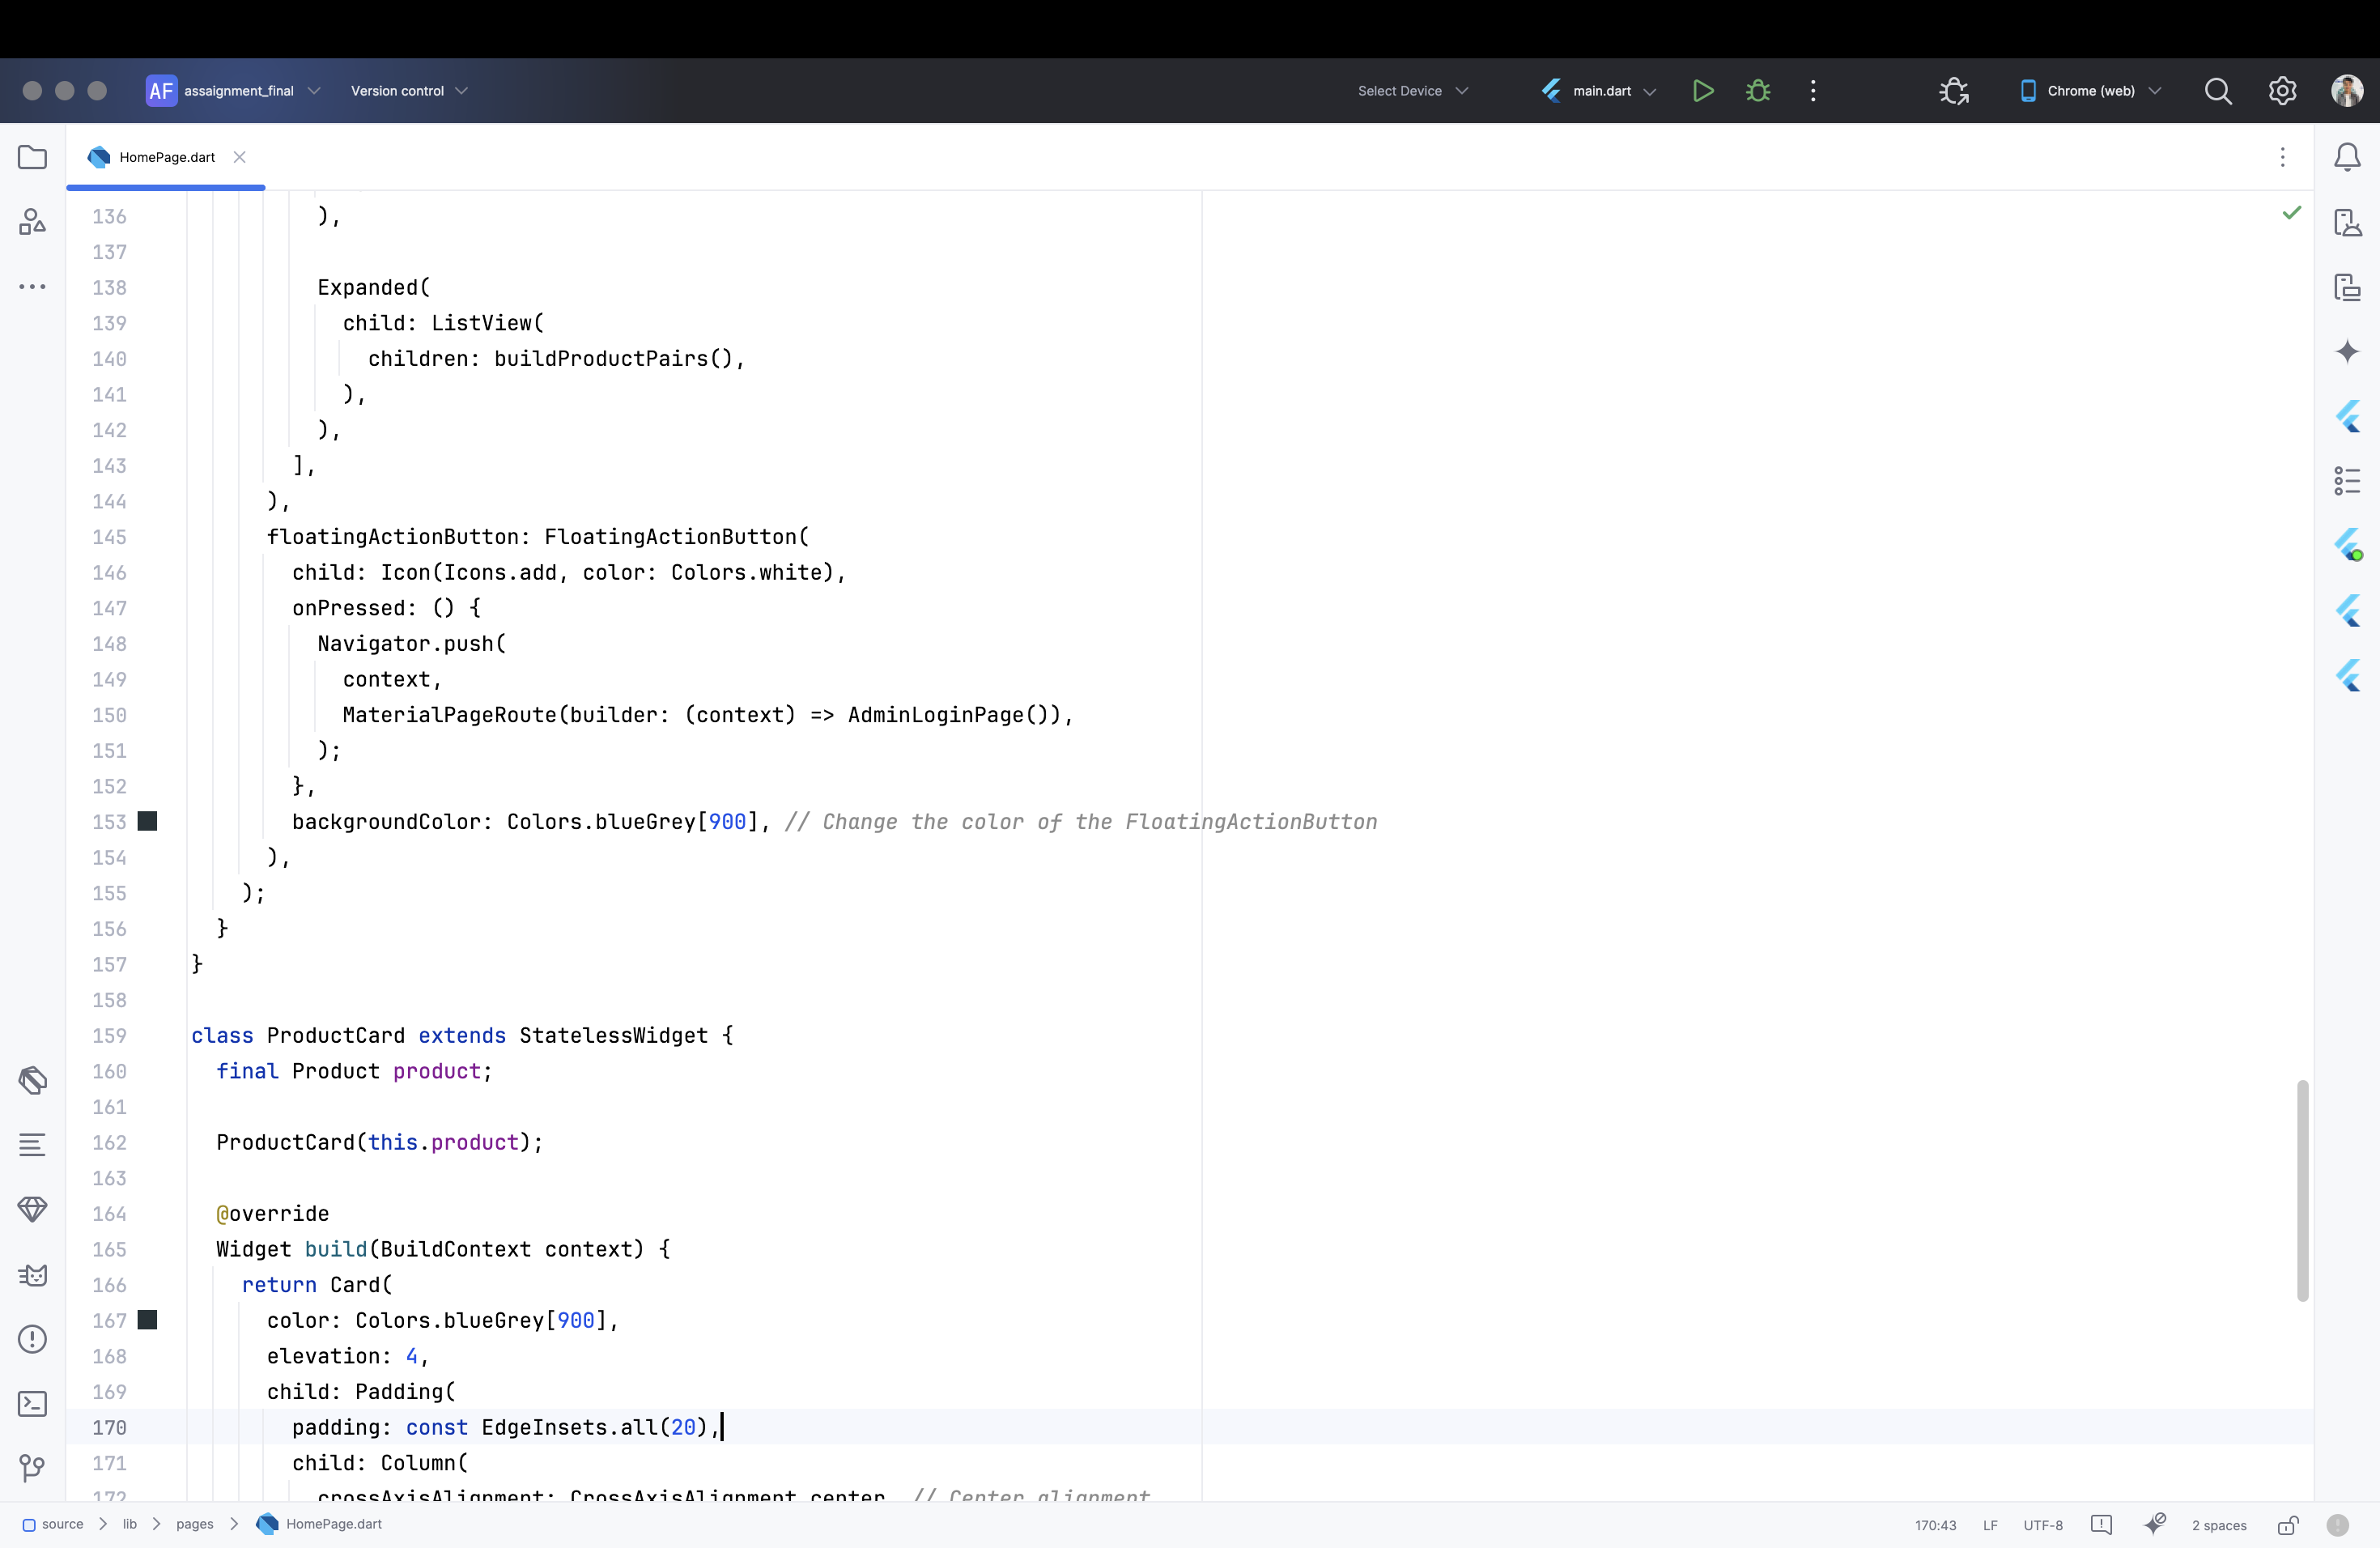 AF assaignment_final Version control Select Device main.dart Chrome (web)
HomePage.dart
136 ),
137
138 Expanded(
139 child: ListView(
140 children: buildProductPairs(),
141 ),
142 ),
143 ],
144 ),
145 floatingActionButton: FloatingActionButton(
146 child: Icon(Icons.add, color: Colors.white),
147 onPressed: () {
148 Navigator.push(
149 context,
150 MaterialPageRoute(builder: (context) => AdminLoginPage()),
151 );
152 },
153 backgroundColor: Colors.blueGrey[900], // Change the color of the FloatingActionButton
154 ),
155 );
156 }
157 }
158
159 class ProductCard extends StatelessWidget {
160 final Product product;
161
162 ProductCard(this.product);
163
164 @override
165 Widget build(BuildContext context) {
166 return Card(
167 color: Colors.blueGrey[900],
168 elevation: 4,
169 child: Padding(
170 padding: const EdgeInsets.all(20),
171 child: Column(
172 crossAxisAlignment: CrossAxisAlignment.center, // Center alignment
source lib pages HomePage.dart 170:43 LF UTF-8 2 spaces